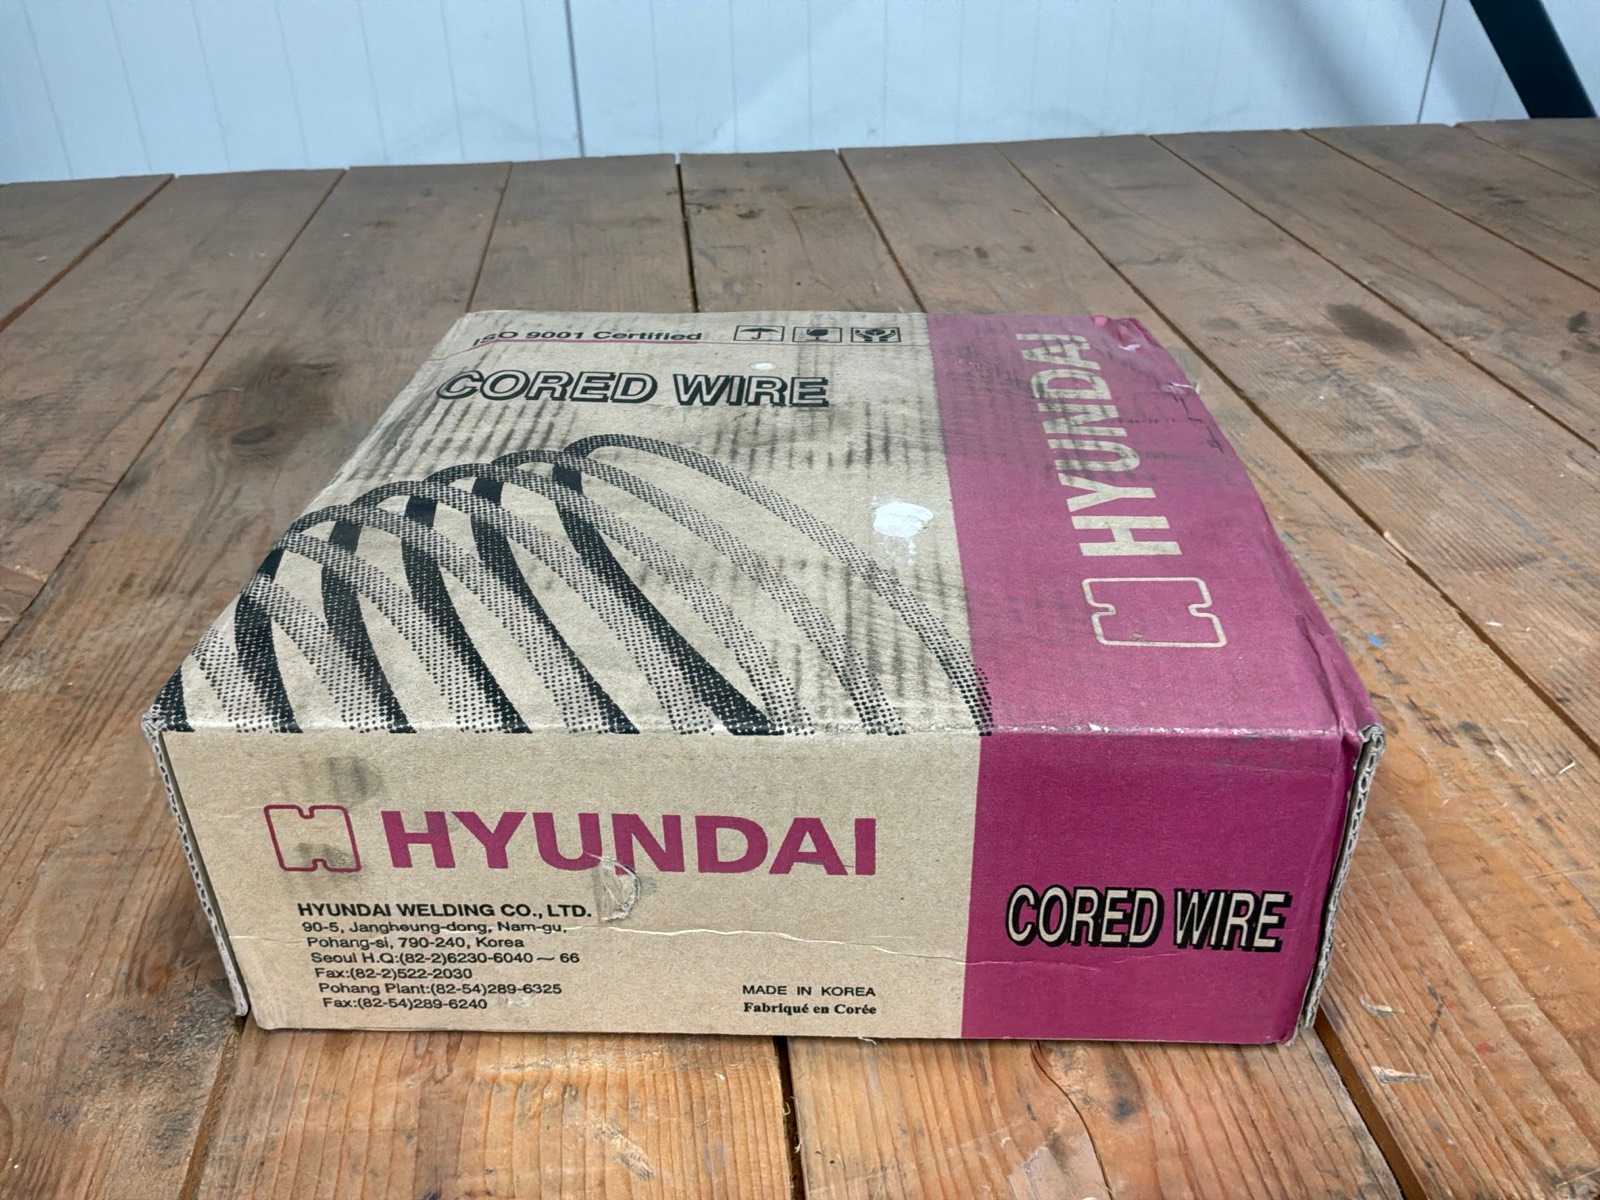 ISO 9001 Certified
CORED WIRE
HYUNDAI
HYUNDAI
HYUNDAI WELDING CO., LTD.
90-5, Jangheung-dong, Nam-gu,
Pohang-si, 790-240, Korea
Seoul H.Q:(82-2)6230-6040 ~ 66
Fax:(82-2)522-2030
Pohang Plant:(82-54)289-6325
Fax:(82-54)289-6240
MADE IN KOREA
Fabriqué en Corée
CORED WIRE